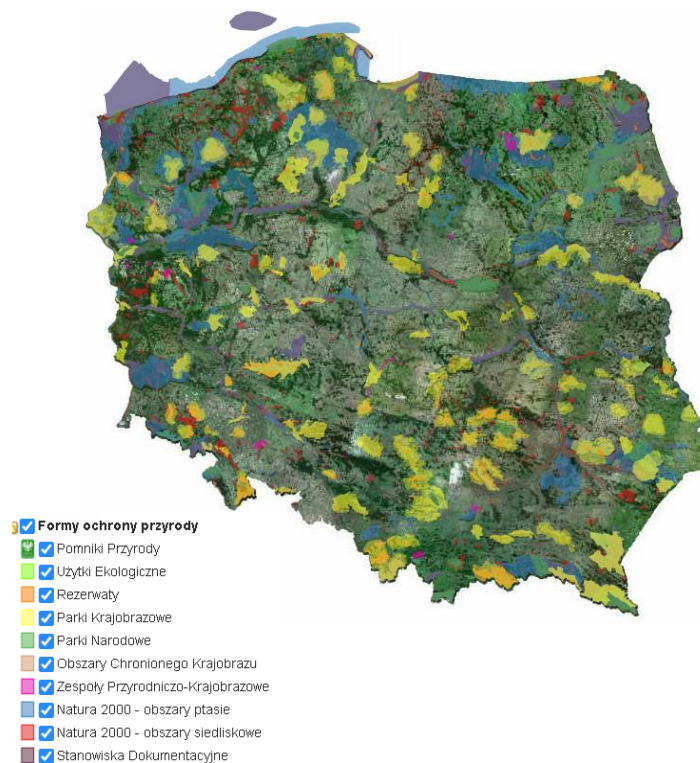 Formy ochrony przyrody
Pomniki Przyrody
Użytki Ekologiczne
Rezerwaty
Parki Krajobrazowe
Parki Narodowe
Obszary Chronionego Krajobrazu
Zespoły Przyrodniczo-Krajobrazowe
Natura 2000 - obszary ptasie
Natura 2000 - obszary siedliskowe
Stanowiska Dokumentacyjne